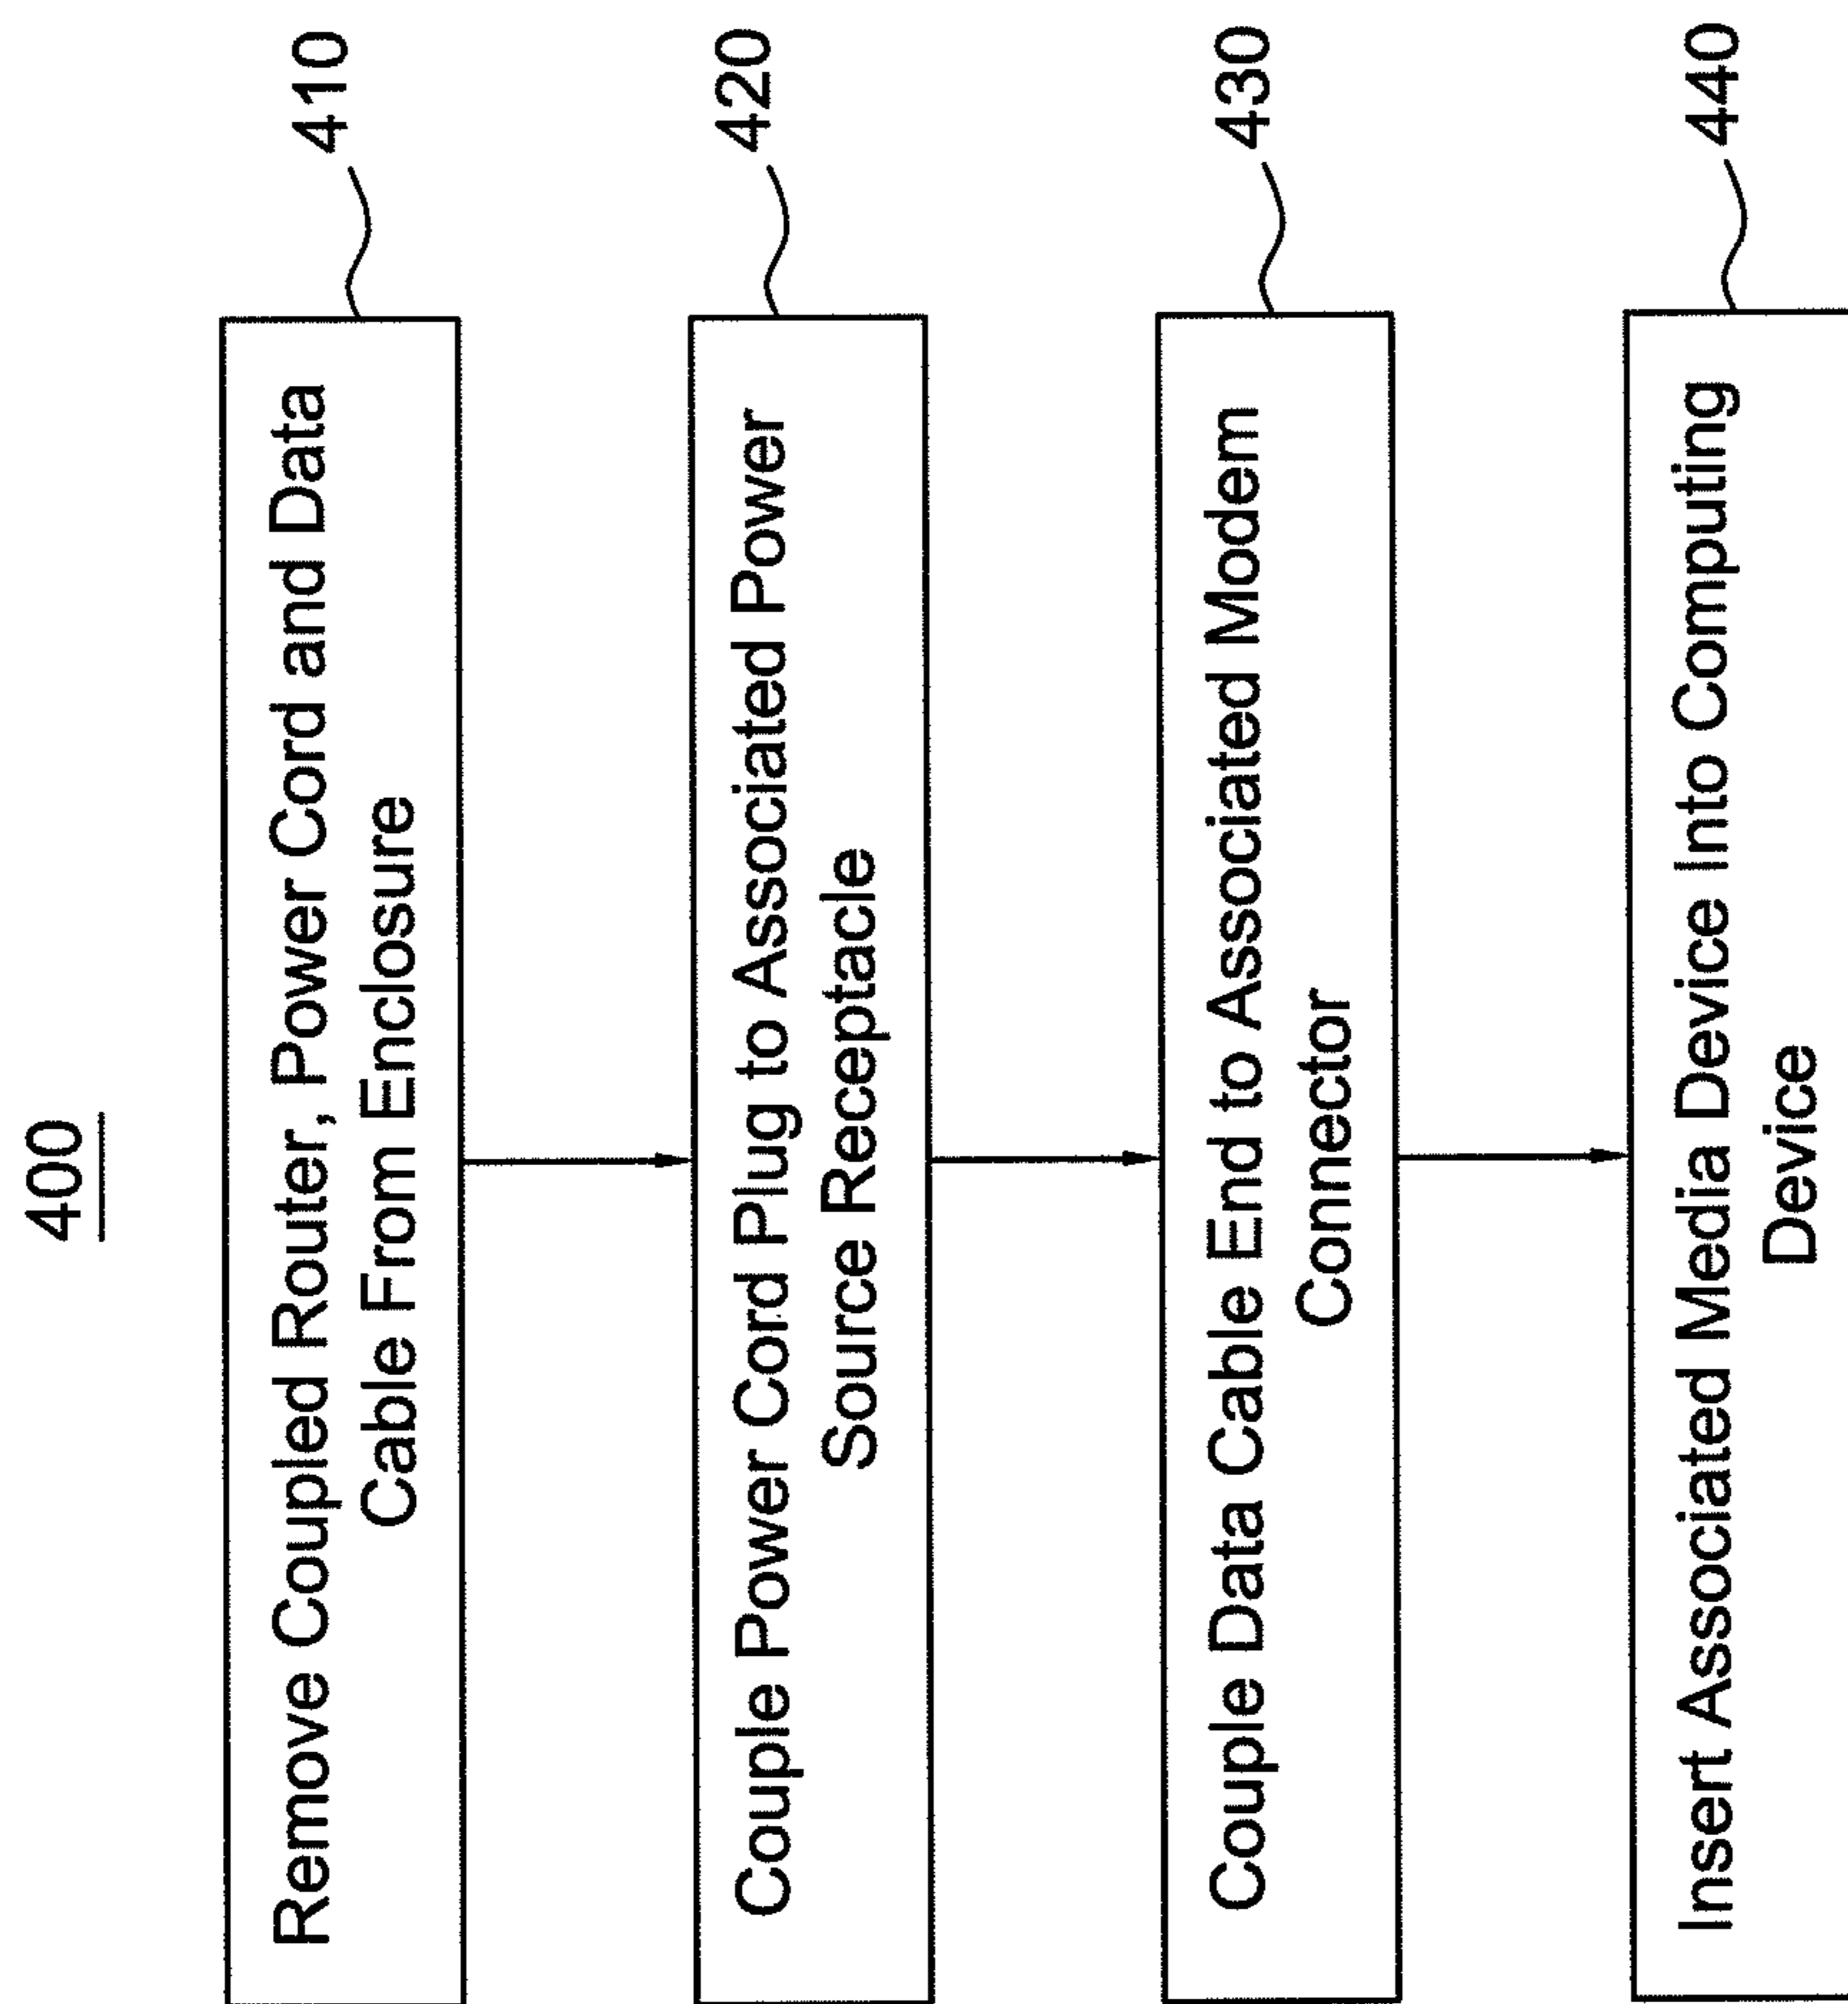 400
Remove Coupled Router, Power Cord and Data
Cable From Enclosure
410
Couple Power Cord Plug to Associated Power
Source Receptacle
420
Couple Data Cable End to Associated Modem
Connector
430
Insert Associated Media Device Into Computing
Device
440